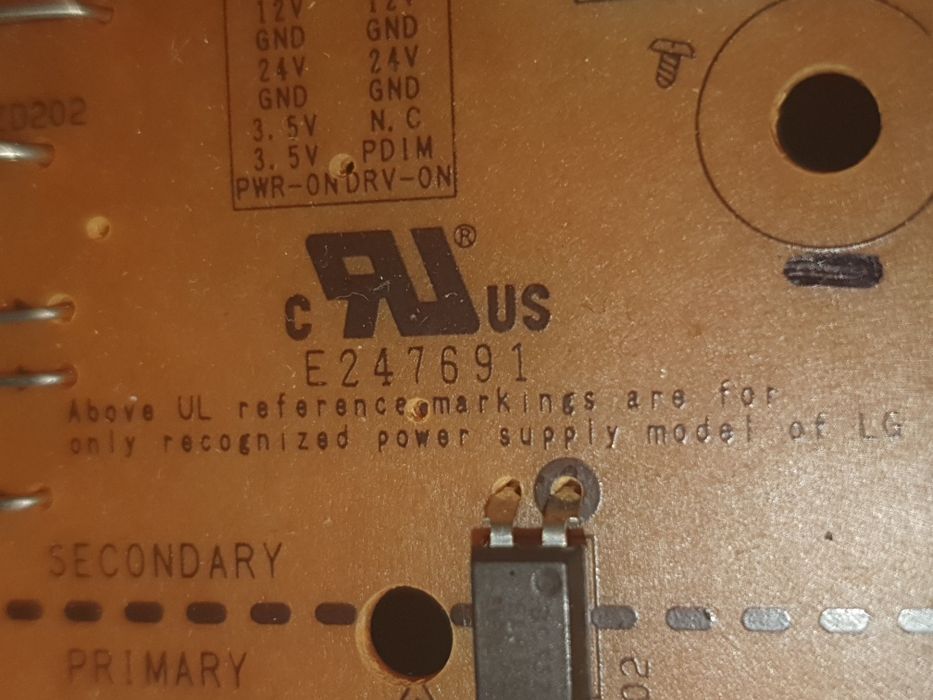 12V 12V
GND GND
24V 24V
GND GND
3.5V N.C
3.5V PDIM
PWR-ON DRV-ON
ZD202
®
C US
E247691
Above UL reference markings are for
only recognized power supply model of LG
SECONDARY
PRIMARY
02